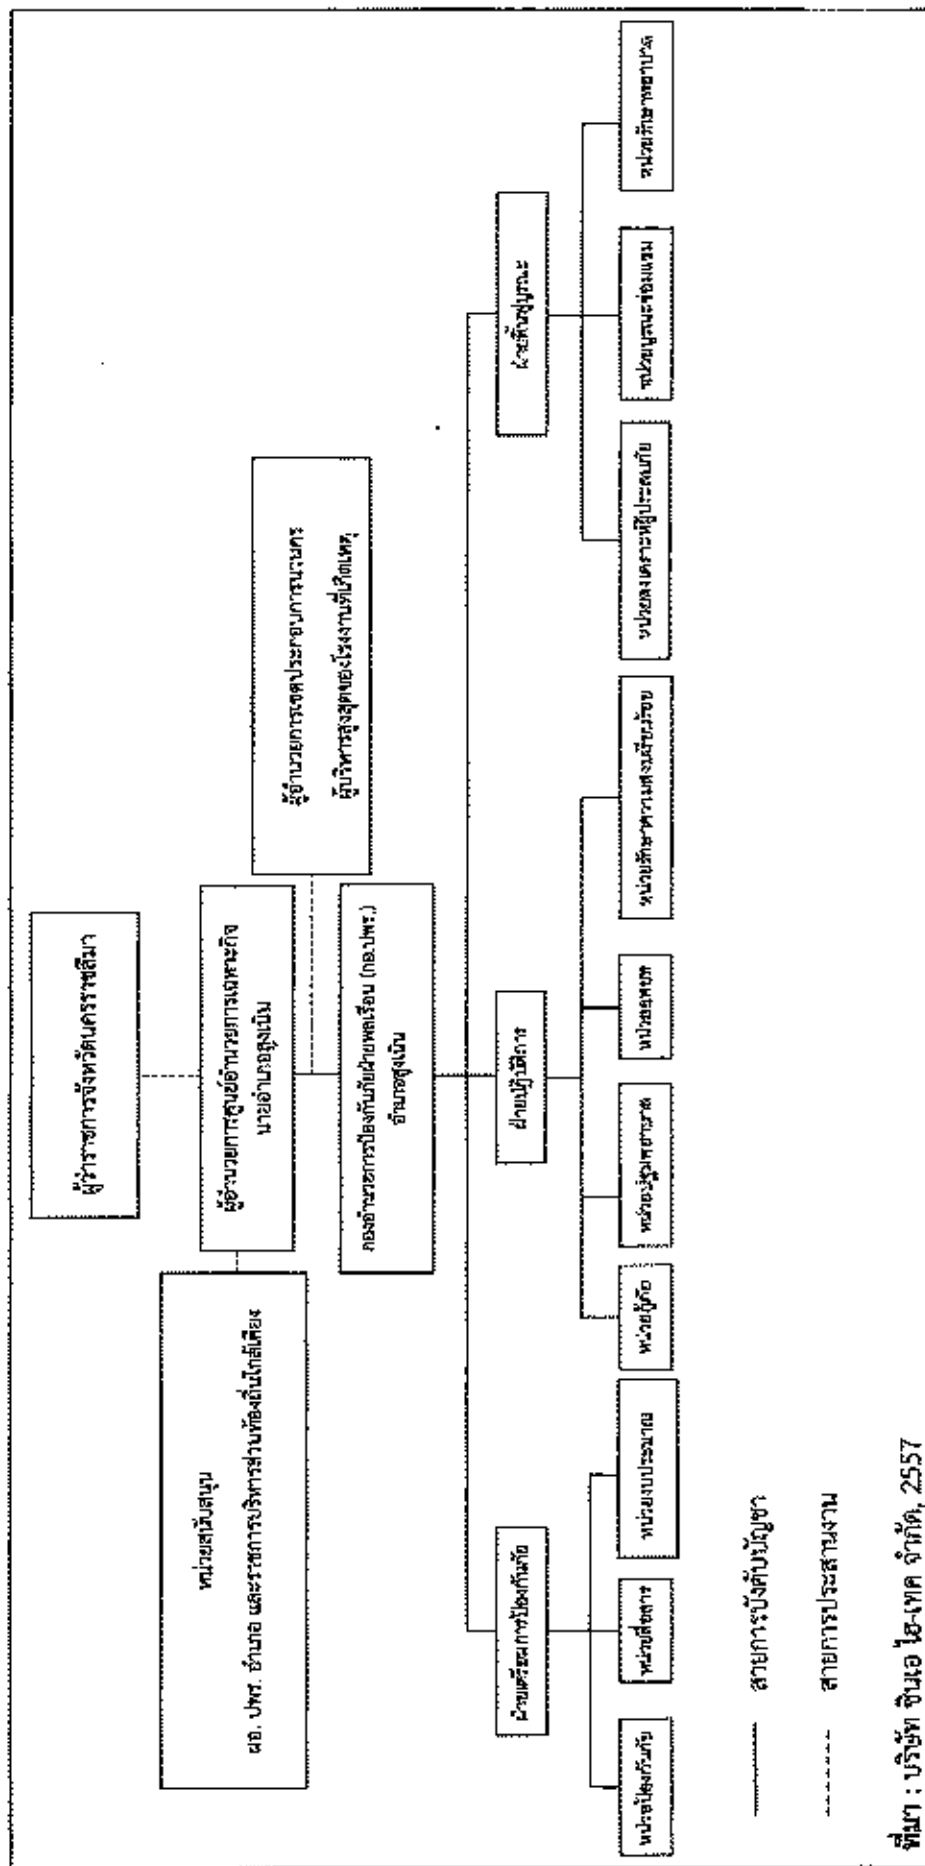 ผู้ว่าราชการจังหวัดนครราชสีมา
ผู้อำนวยการศูนย์อำนวยการเฉพาะกิจ
นายอำเภอสูงเนิน
หน่วยสนับสนุน
ผอ. ปพร. อำเภอ และราชการบริหารส่วนท้องถิ่นใกล้เคียง
ผู้อำนวยการเขตประกอบการนวนคร
ผู้บริหารสูงสุดของโรงงานที่เกิดเหตุ
กองอำนวยการป้องกันภัยฝ่ายพลเรือน (กอ.ปพร.)
อำเภอสูงเนิน
ฝ่ายเตรียมการป้องกันภัย
ฝ่ายปฏิบัติการ
ฝ่ายฟื้นฟูบูรณะ
หน่วยป้องกันภัย
หน่วยสื่อสาร
หน่วยงบประมาณ
หน่วยกู้ภัย
หน่วยปฐมพยาบาล
หน่วยอพยพ
หน่วยรักษาความสงบเรียบร้อย
หน่วยสงเคราะห์ผู้ประสบภัย
หน่วยบูรณะซ่อมแซม
หน่วยรักษาพยาบาล
สายการบังคับบัญชา
สายการประสานงาน
ที่มา : บริษัท ซินเอ ไฮ-เทค จำกัด, 2557